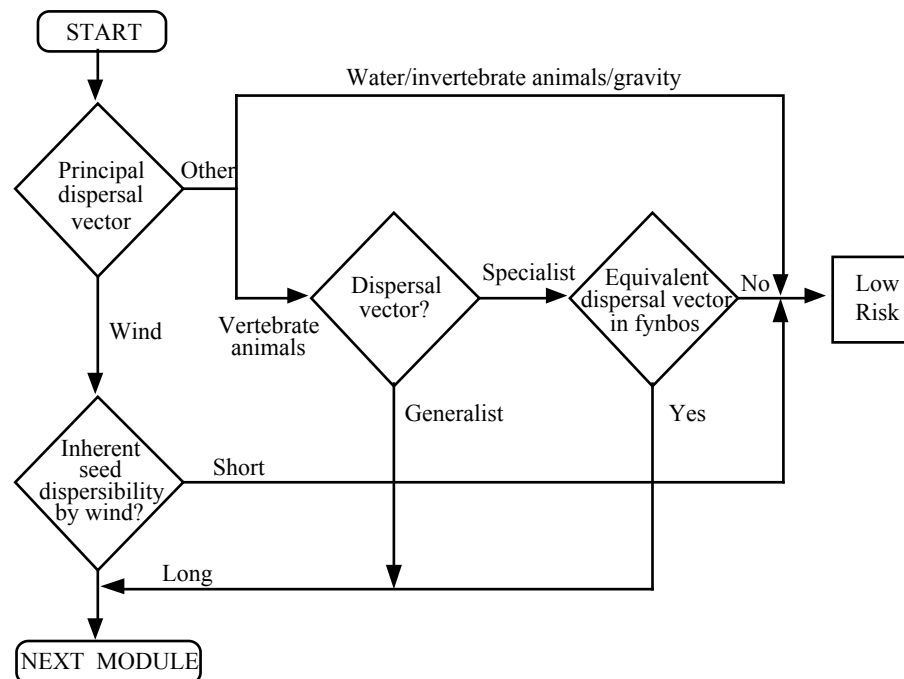 START
Water/invertebrate animals/gravity
Principal
dispersal
vector
Other
Dispersal
vector?
Specialist
Equivalent
dispersal vector
in fynbos
No
Low
Risk
Vertebrate
animals
Wind
Generalist
Yes
Inherent
seed
dispersibility
by wind?
Short
Long
NEXT MODULE